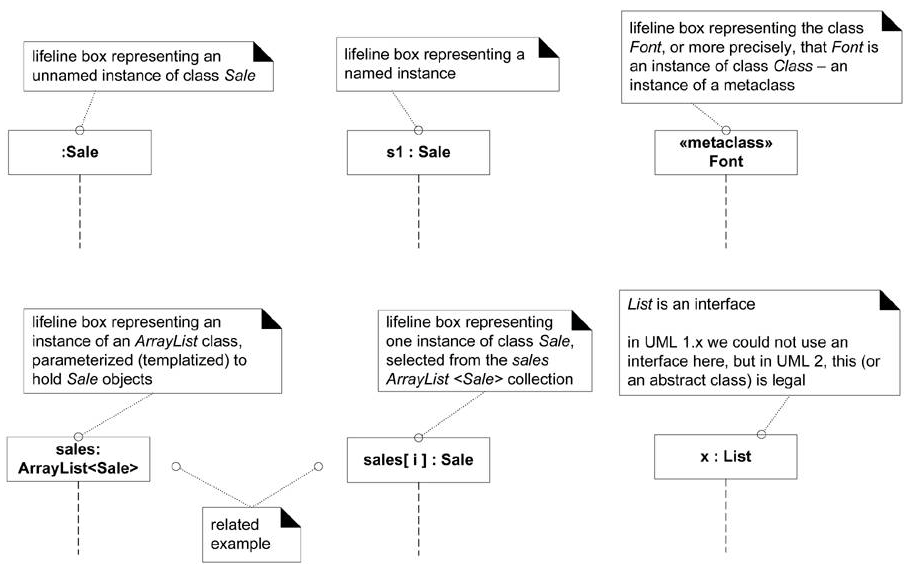 lifeline box representing an
unnamed instance of class Sale
:Sale
lifeline box representing a
named instance
s1 : Sale
lifeline box representing the class
Font, or more precisely, that Font is
an instance of class Class – an
instance of a metaclass
«metaclass»
Font
lifeline box representing an
instance of an ArrayList class,
parameterized (templatized) to
hold Sale objects
sales:
ArrayList<Sale>
lifeline box representing
one instance of class Sale,
selected from the sales
ArrayList <Sale> collection
sales[ i ] : Sale
related
example
List is an interface
in UML 1.x we could not use an
interface here, but in UML 2, this (or
an abstract class) is legal
x : List